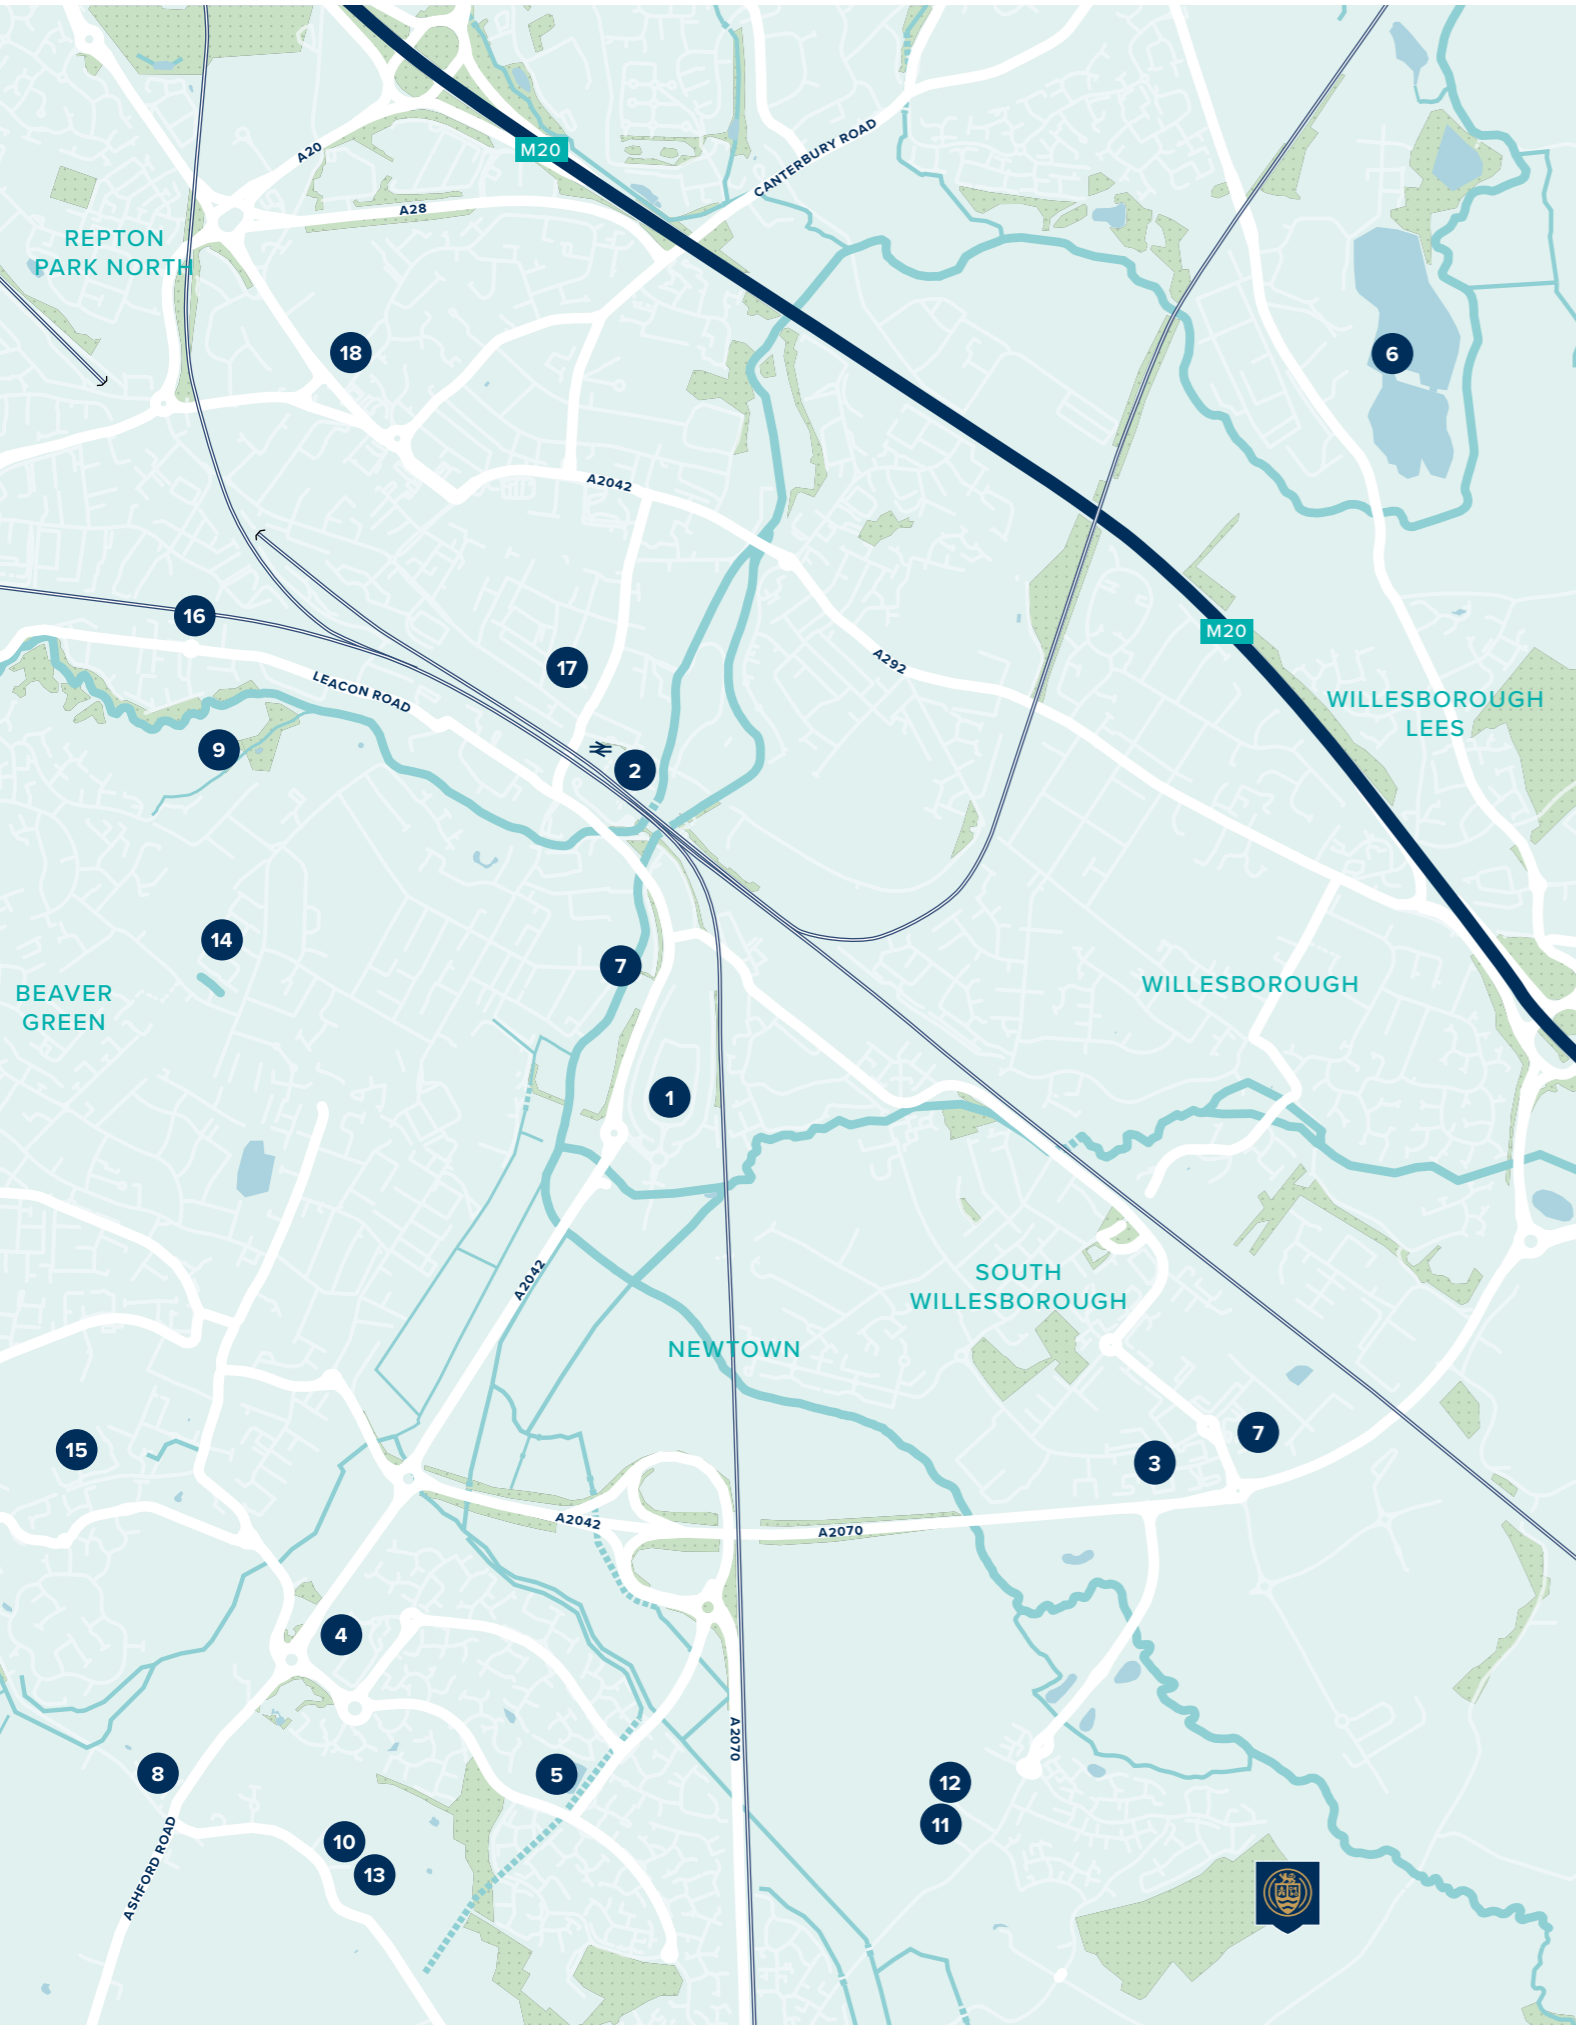 M20
CANTERBURY ROAD
A20
A28
REPTON
PARK NORTH
18
6
A2042
16
M20
17
A292
LEACON ROAD
WILLESBOROUGH
LEES
9
2
14
7
WILLESBOROUGH
BEAVER
GREEN
1
A2042
SOUTH
WILLESBOROUGH
NEWTOWN
7
15
3
A2042
A2070
4
A2070
8
5
12
11
10
13
ASHFORD ROAD